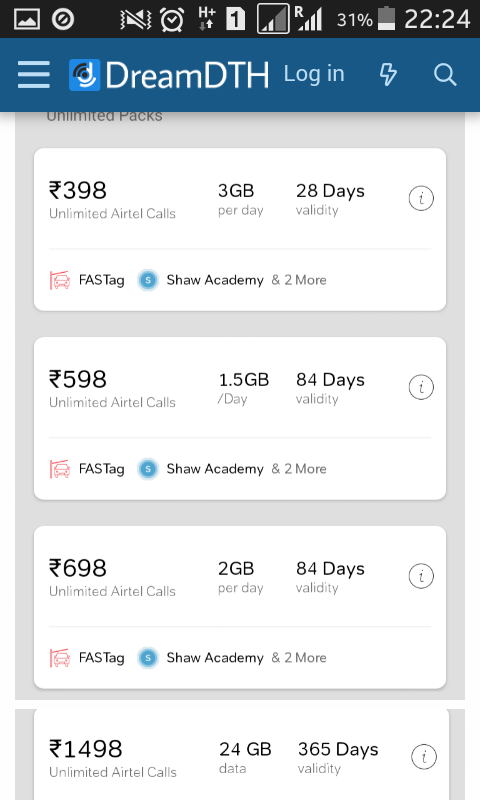 H+ 1 R 31% 22:24
DreamDTH Log in
Unlimited Packs
₹398 3GB 28 Days
Unlimited Airtel Calls per day validity
FASTag S Shaw Academy & 2 More
₹598 1.5GB 84 Days
Unlimited Airtel Calls /Day validity
FASTag S Shaw Academy & 2 More
₹698 2GB 84 Days
Unlimited Airtel Calls per day validity
FASTag S Shaw Academy & 2 More
₹1498 24 GB 365 Days
Unlimited Airtel Calls data validity